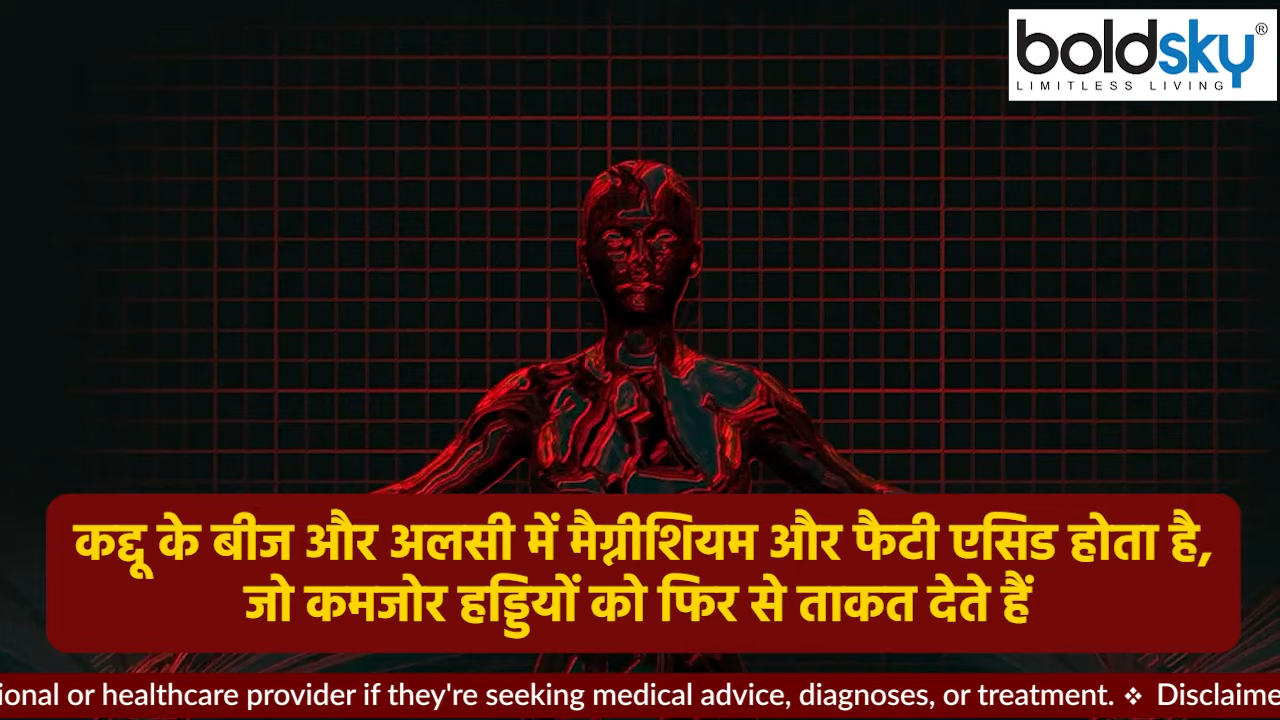 boldsky®
LIMITLESS LIVING
कद्दू के बीज और अलसी में मैग्नीशियम और फैटी एसिड होता है,
जो कमजोर हड्डियों को फिर से ताकत देते हैं
ional or healthcare provider if they're seeking medical advice, diagnoses, or treatment. ❖ Disclaime